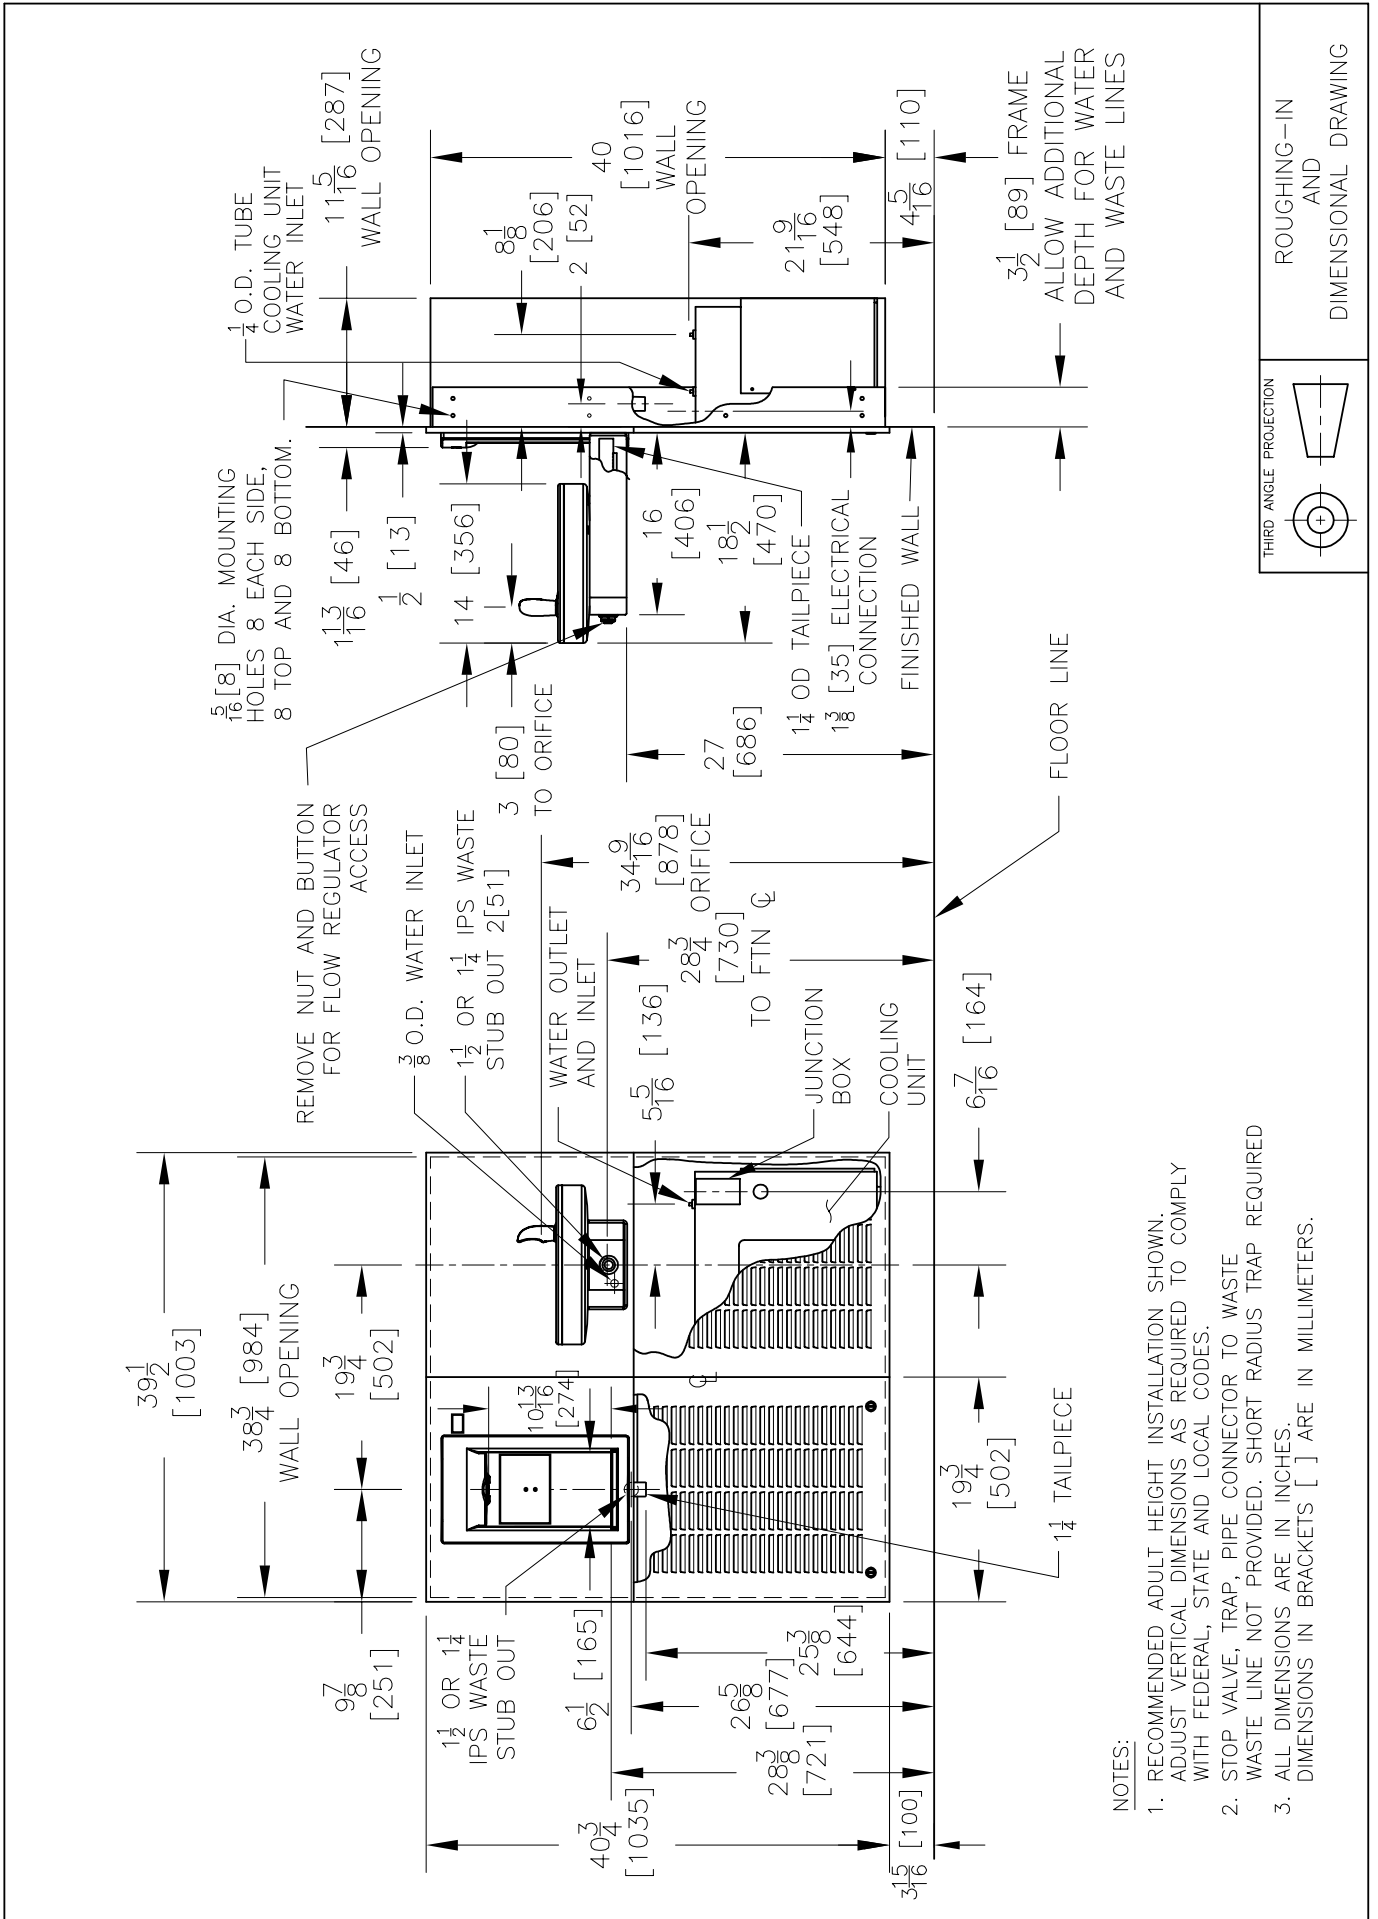 39 1/2
[1003]
38 3/4 [984]
WALL OPENING
9 7/8
[251]
19 3/4
[502]
1 1/2 OR 1 1/4
IPS WASTE
STUB OUT
6 1/2 [165]
10 13/16
[274]
40 3/4
[1035]
28 3/8
[721]
26 5/8
[677]
25 3/8
[644]
3 15/16 [100]
19 3/4
[502]
1 1/4 TAILPIECE
℄
REMOVE NUT AND BUTTON
FOR FLOW REGULATOR
ACCESS
3/8 O.D. WATER INLET
1 1/2 OR 1 1/4 IPS WASTE
STUB OUT 2[51]
WATER OUTLET
AND INLET
5 5/16 [136]
JUNCTION
BOX
COOLING
UNIT
6 7/16 [164]
3 [80]
TO ORIFICE
34 9/16
[878]
ORIFICE
28 3/4
[730]
TO FTN ℄
27
[686]
FLOOR LINE
5/16 [8] DIA. MOUNTING
HOLES 8 EACH SIDE,
8 TOP AND 8 BOTTOM.
1 13/16 [46]
1/2 [13]
14 [356]
16
[406]
18 1/2
[470]
1 1/4 OD TAILPIECE
1 3/8 [35] ELECTRICAL
CONNECTION
FINISHED WALL
1/4 O.D. TUBE
COOLING UNIT
WATER INLET
11 5/16 [287]
WALL OPENING
8 1/8
[206]
2 [52]
40
[1016]
WALL
OPENING
21 9/16
[548]
4 5/16 [110]
3 1/2 [89] FRAME
ALLOW ADDITIONAL
DEPTH FOR WATER
AND WASTE LINES
NOTES:
1. RECOMMENDED ADULT HEIGHT INSTALLATION SHOWN.
ADJUST VERTICAL DIMENSIONS AS REQUIRED TO COMPLY
WITH FEDERAL, STATE AND LOCAL CODES.
2. STOP VALVE, TRAP, PIPE CONNECTOR TO WASTE
WASTE LINE NOT PROVIDED. SHORT RADIUS TRAP REQUIRED
3. ALL DIMENSIONS ARE IN INCHES.
DIMENSIONS IN BRACKETS [ ] ARE IN MILLIMETERS.
THIRD ANGLE PROJECTION
ROUGHING-IN
AND
DIMENSIONAL DRAWING